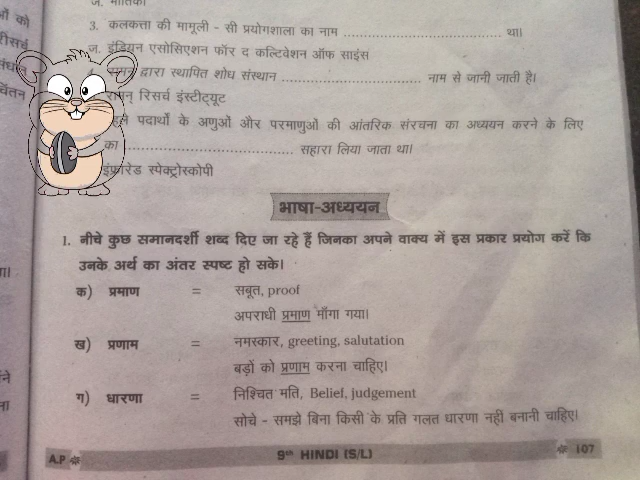 ज. भौतिकी
3. कलकत्ता की मामूली - सी प्रयोगशाला का नाम ........................................ था।
ज. इंडियन एसोसिएशन फॉर द कल्टिवेशन ऑफ साइंस
द्वारा स्थापित शोध संस्थान ........................................ नाम से जानी जाती है।
रामन् रिसर्च इंस्टीट्यूट
पहले पदार्थों के अणुओं और परमाणुओं की आंतरिक संरचना का अध्ययन करने के लिए
का ........................................ सहारा लिया जाता था।
इंफ्रारेड स्पेक्ट्रोस्कोपी
भाषा-अध्ययन
1. नीचे कुछ समानदर्शी शब्द दिए जा रहे हैं जिनका अपने वाक्य में इस प्रकार प्रयोग करें कि
उनके अर्थ का अंतर स्पष्ट हो सके।
क) प्रमाण = सबूत, proof
अपराधी प्रमाण माँगा गया।
ख) प्रणाम = नमस्कार, greeting, salutation
बड़ों को प्रणाम करना चाहिए।
ग) धारणा = निश्चित मति, Belief, judgement
सोचे - समझे बिना किसी के प्रति गलत धारणा नहीं बनानी चाहिए।
A.P 9th HINDI (S/L) 107